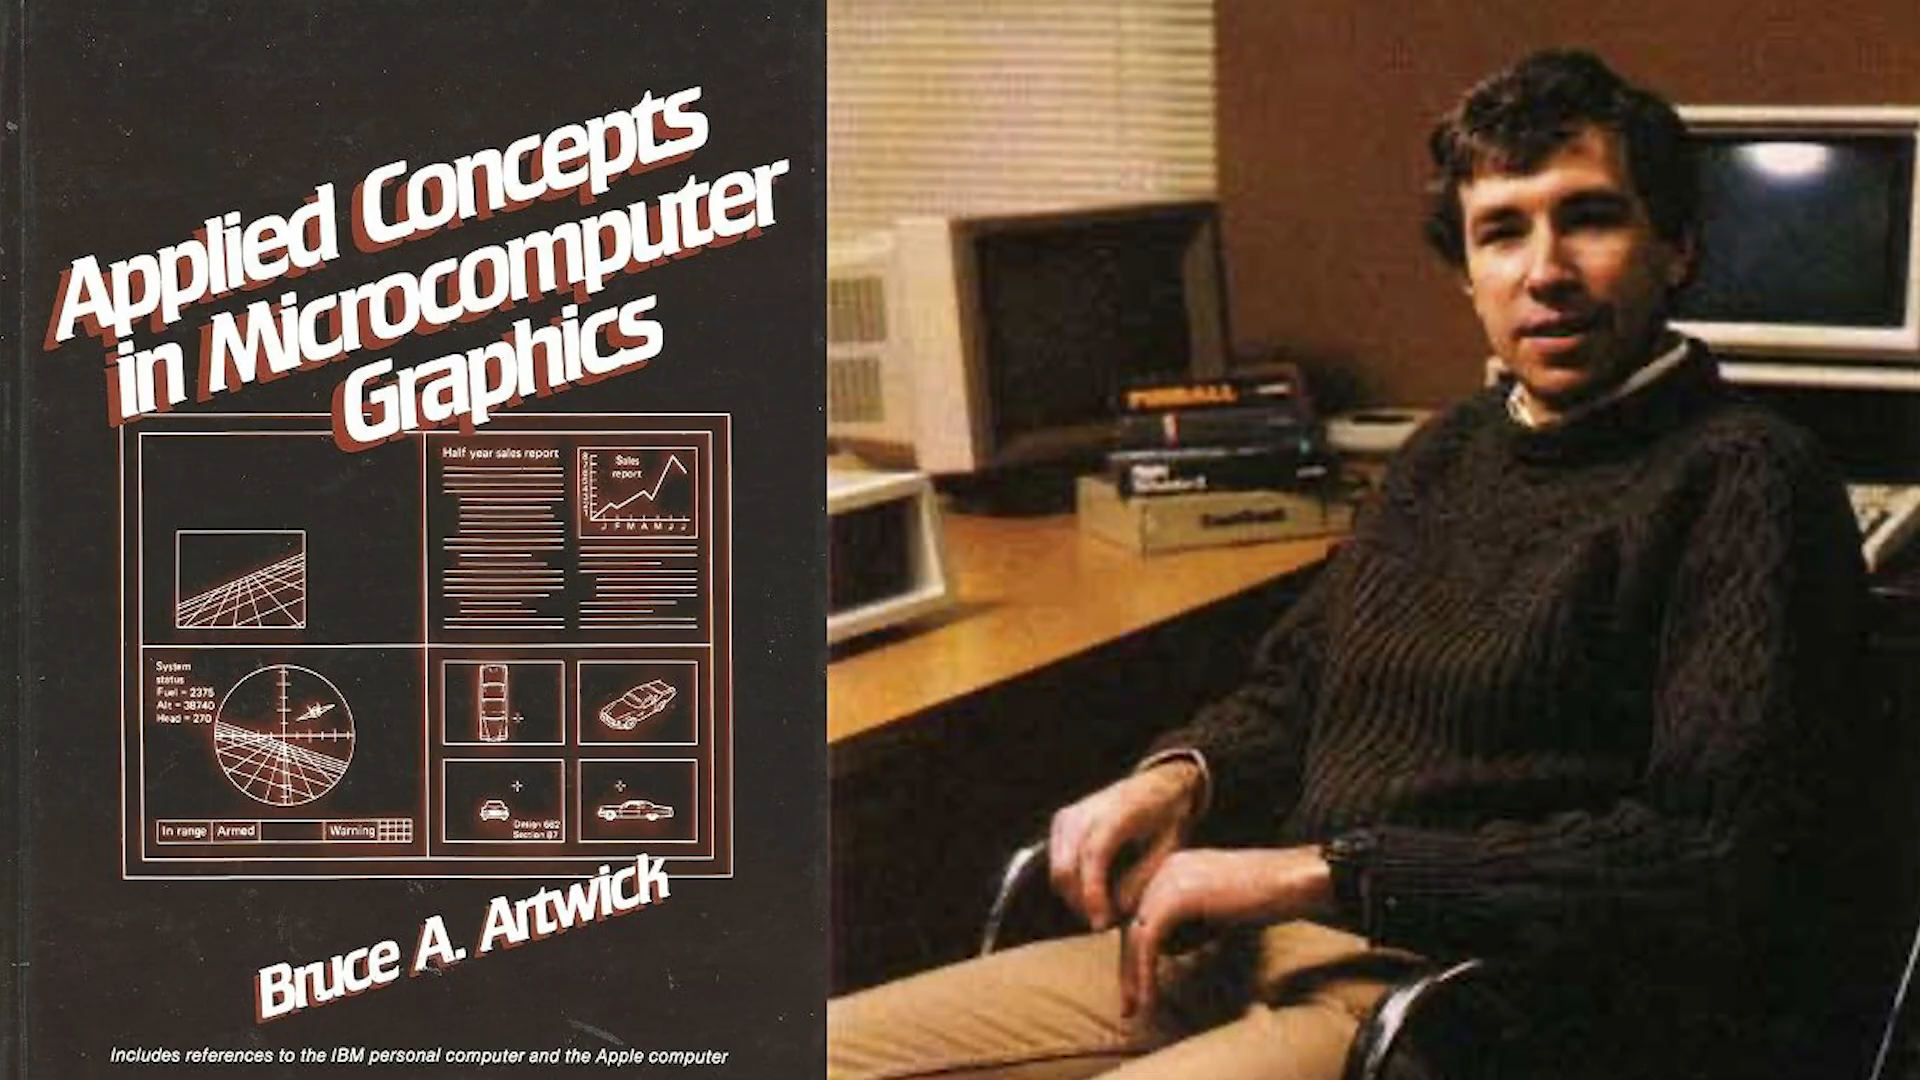 Applied Concepts
in Microcomputer
Graphics
Half year sales report
Sales
report
J F M A M J J
System
status
Fuel = 2375
Alt = 38740
Head = 270
In range
Armed
Warning
Design 662
Section 87
Bruce A. Artwick
Includes references to the IBM personal computer and the Apple computer
PINBALL